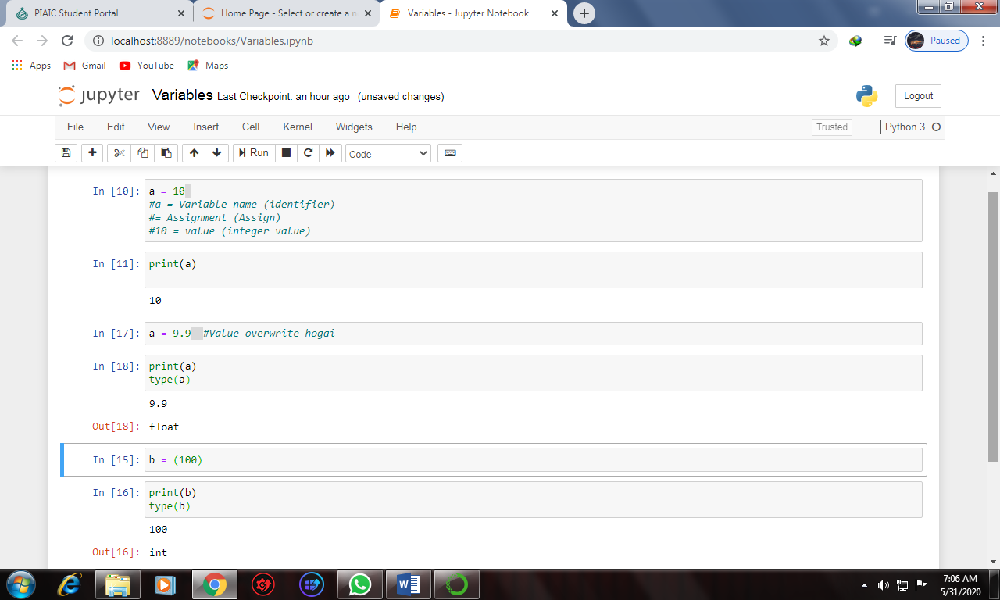 PIAIC Student Portal
Home Page - Select or create a n
Variables - Jupyter Notebook
localhost:8889/notebooks/Variables.ipynb
Paused
Apps Gmail YouTube Maps
jupyter Variables Last Checkpoint: an hour ago (unsaved changes)
Logout
File Edit View Insert Cell Kernel Widgets Help
Trusted
Python 3
Run
Code
In [10]: a = 10
#a = Variable name (identifier)
#= Assignment (Assign)
#10 = value (integer value)
In [11]: print(a)
10
In [17]: a = 9.9 #Value overwrite hogai
In [18]: print(a)
type(a)
9.9
Out[18]: float
In [15]: b = (100)
In [16]: print(b)
type(b)
100
Out[16]: int
7:06 AM
5/31/2020